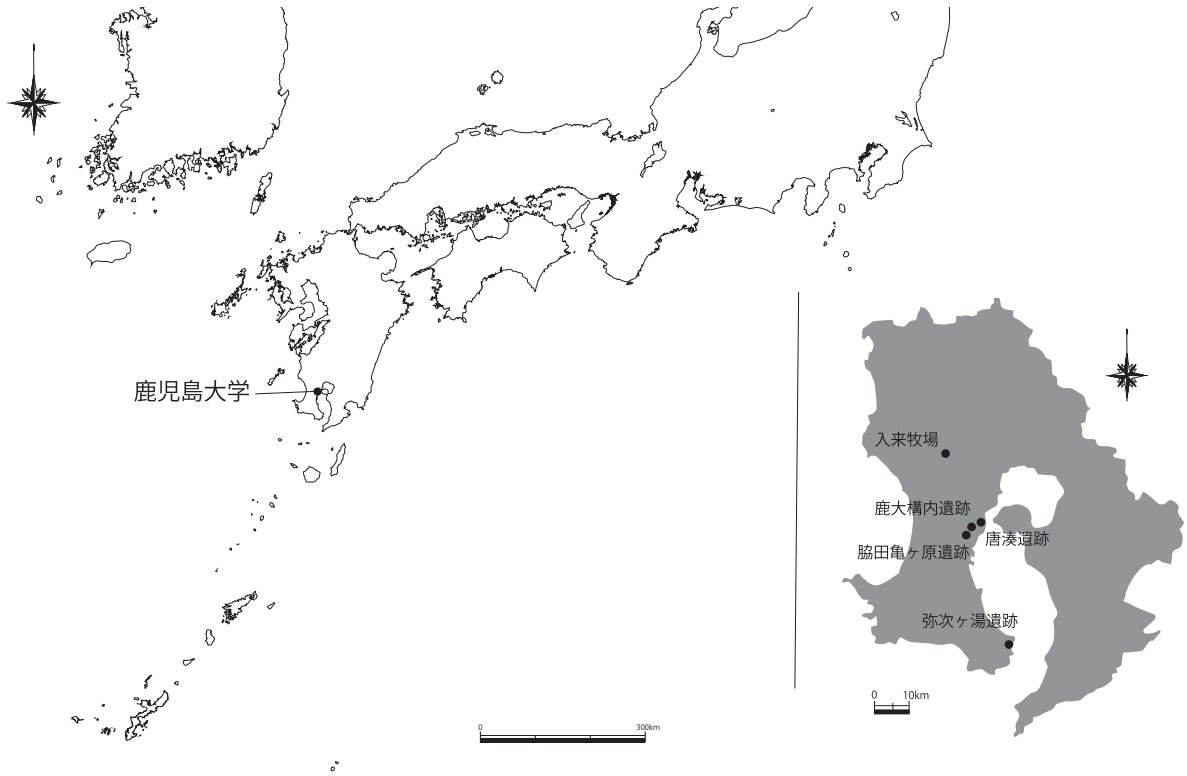 鹿児島大学
0 300km
入来牧場
鹿大構内遺跡
唐湊遺跡
脇田亀ヶ原遺跡
弥次ヶ湯遺跡
0 10km